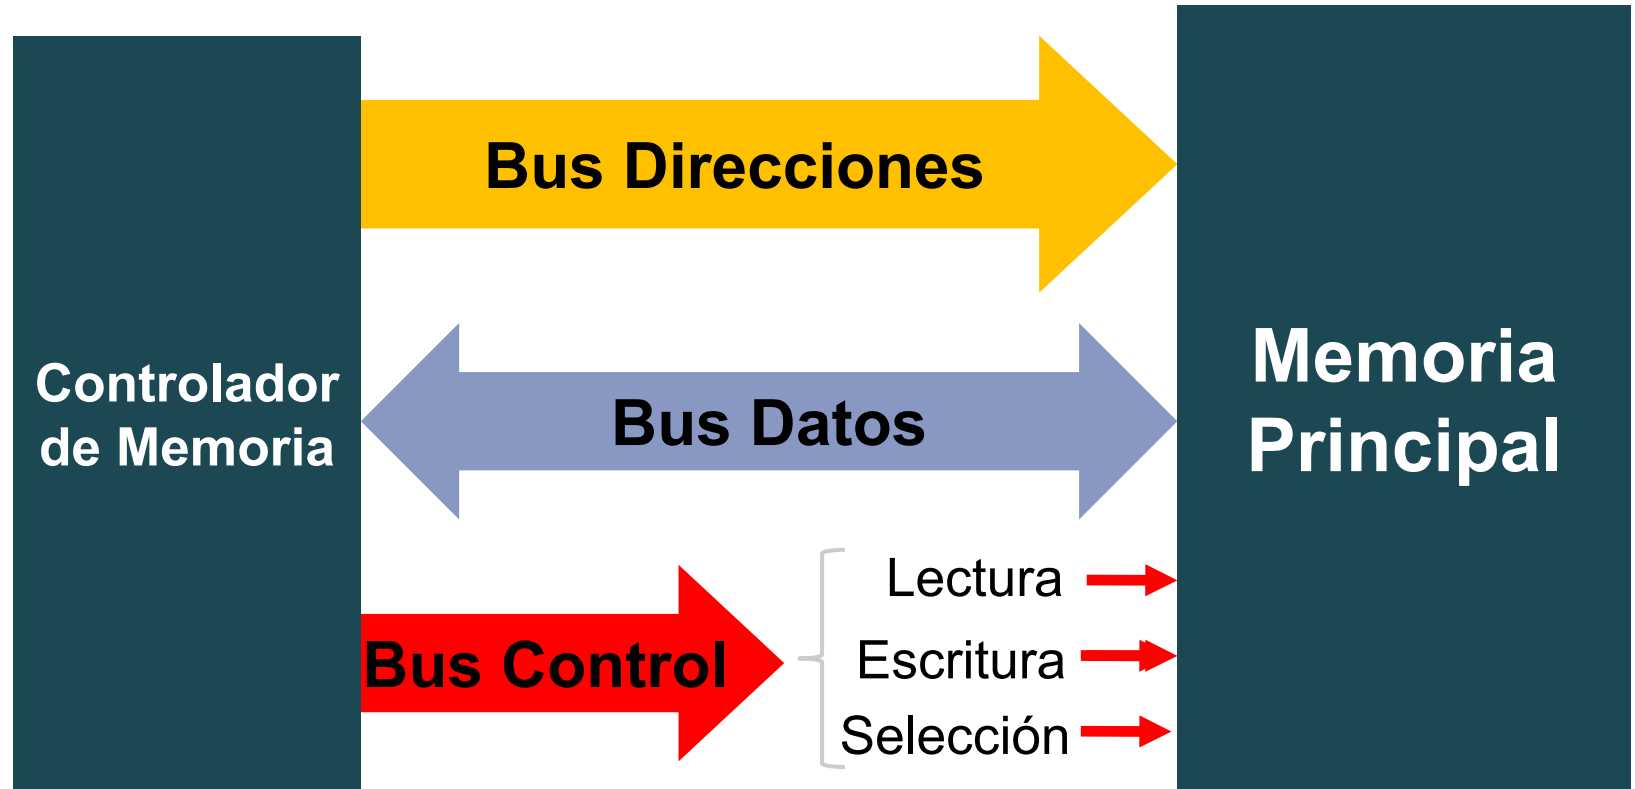 Bus Direcciones
Controlador
de Memoria
Bus Datos
Memoria
Principal
Bus Control
Lectura
Escritura
Selección